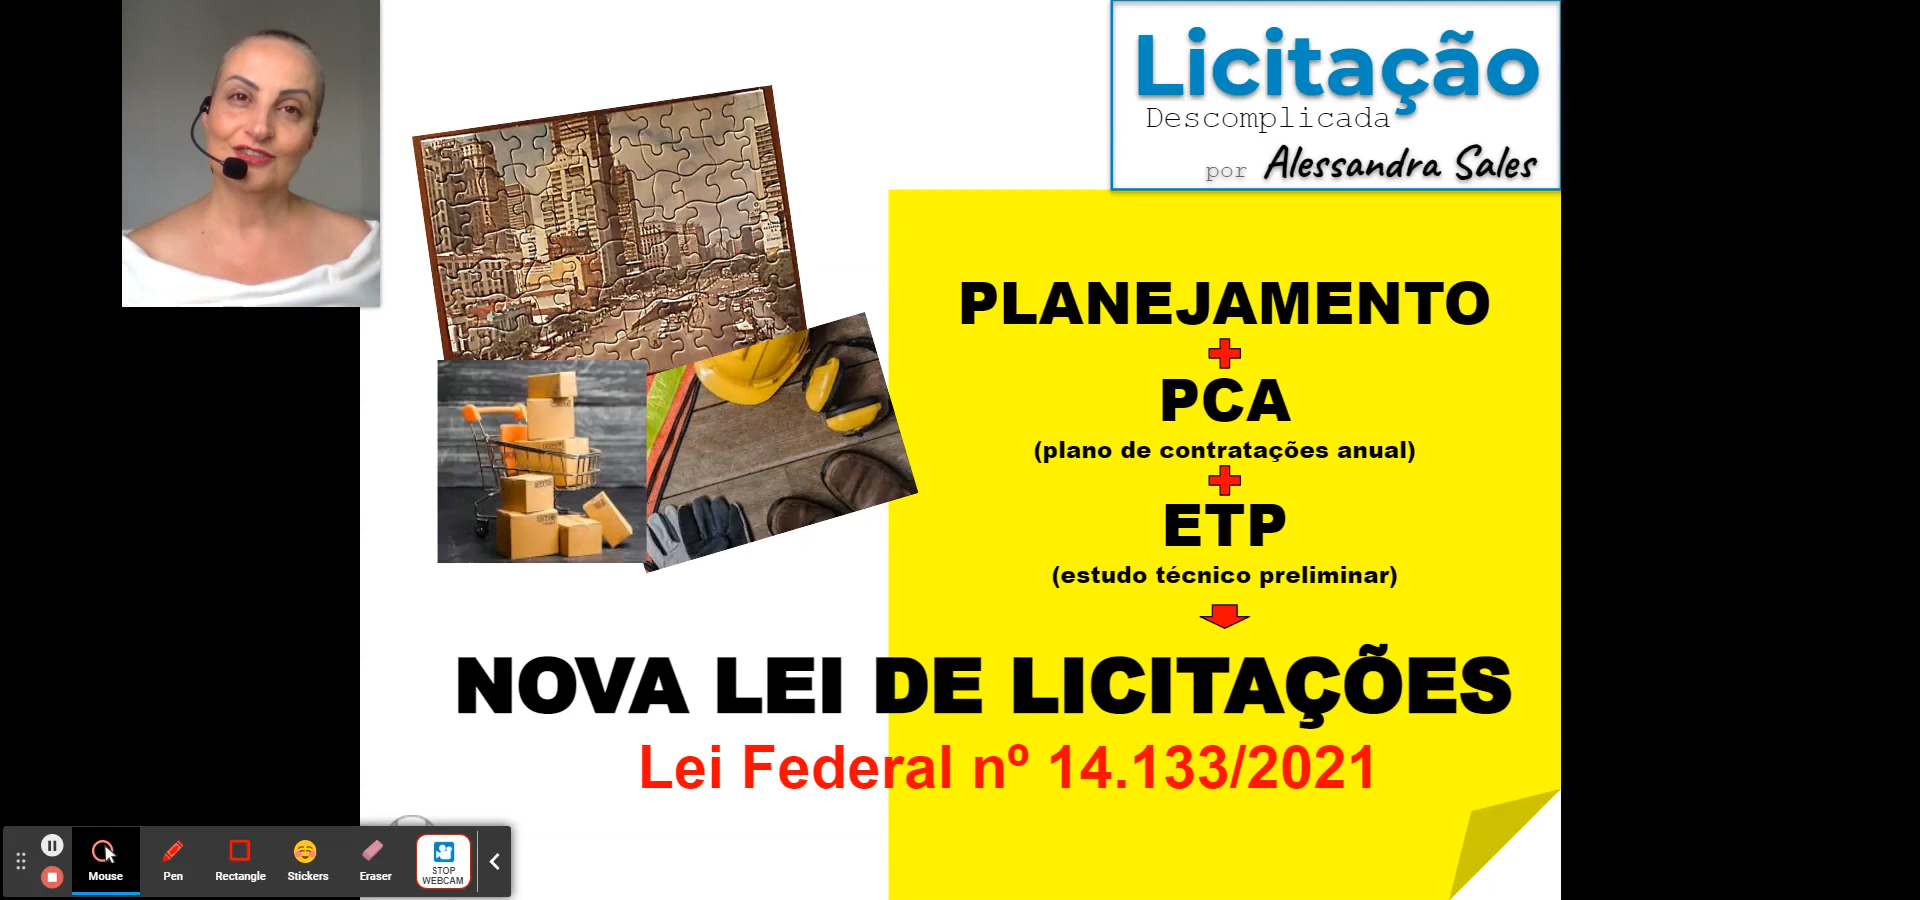 Licitação
Descomplicada
por Alessandra Sales
PLANEJAMENTO
PCA
(plano de contratações anual)
ETP
(estudo técnico preliminar)
NOVA LEI DE LICITAÇÕES
Lei Federal nº 14.133/2021
Mouse
Pen
Rectangle
Stickers
Eraser
STOP
WEBCAM